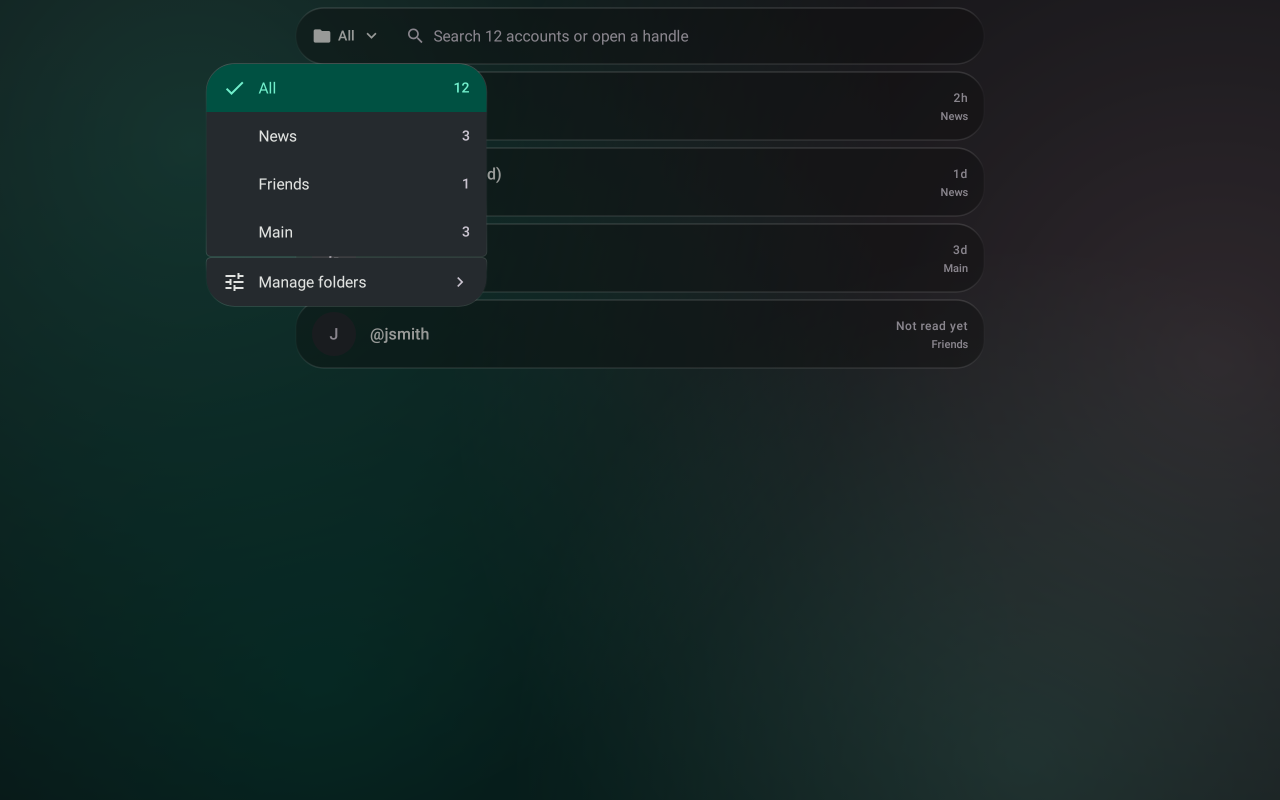 All
Search 12 accounts or open a handle
All 12
News 3
Friends 1
Main 3
Manage folders
2h
News
d)
1d
News
3d
Main
J
@jsmith
Not read yet
Friends